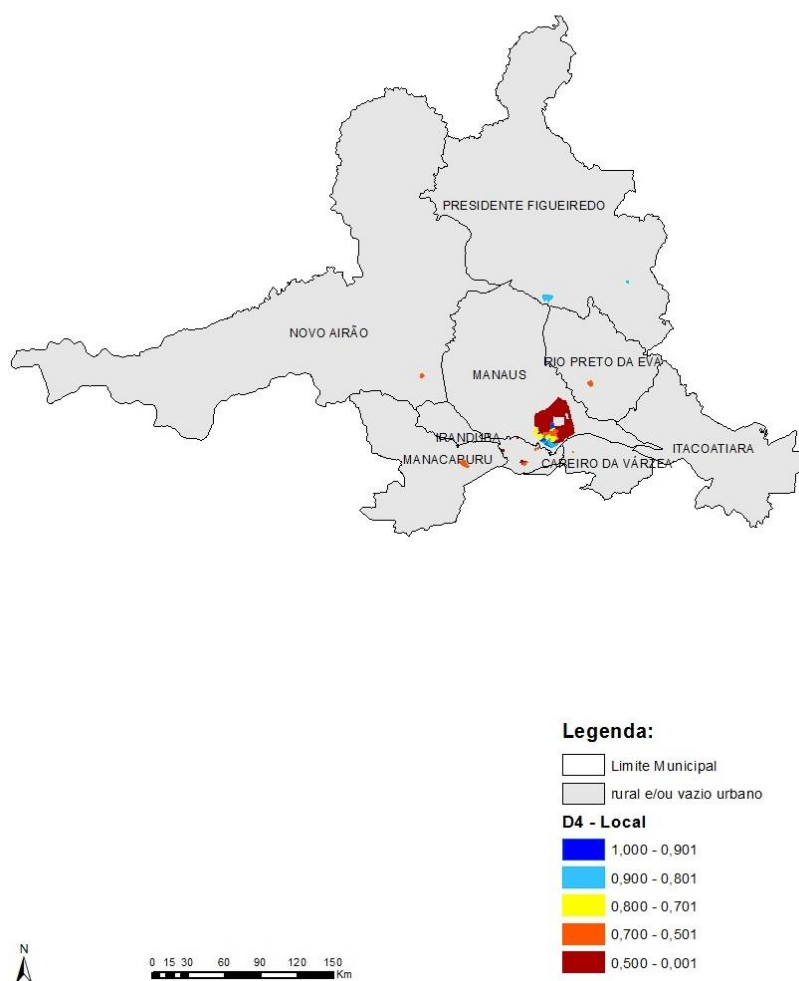 PRESIDENTE FIGUEIREDO
NOVO AIRÃO
MANAUS
RIO PRETO DA EVA
IRANDUBA
ITACOATIARA
MANACAPURU
CAREIRO DA VÁRZEA
Legenda:
Limite Municipal
rural e/ou vazio urbano
D4 - Local
1,000 - 0,901
0,900 - 0,801
0,800 - 0,701
0,700 - 0,501
0,500 - 0,001
N
0 15 30 60 90 120 150
Km